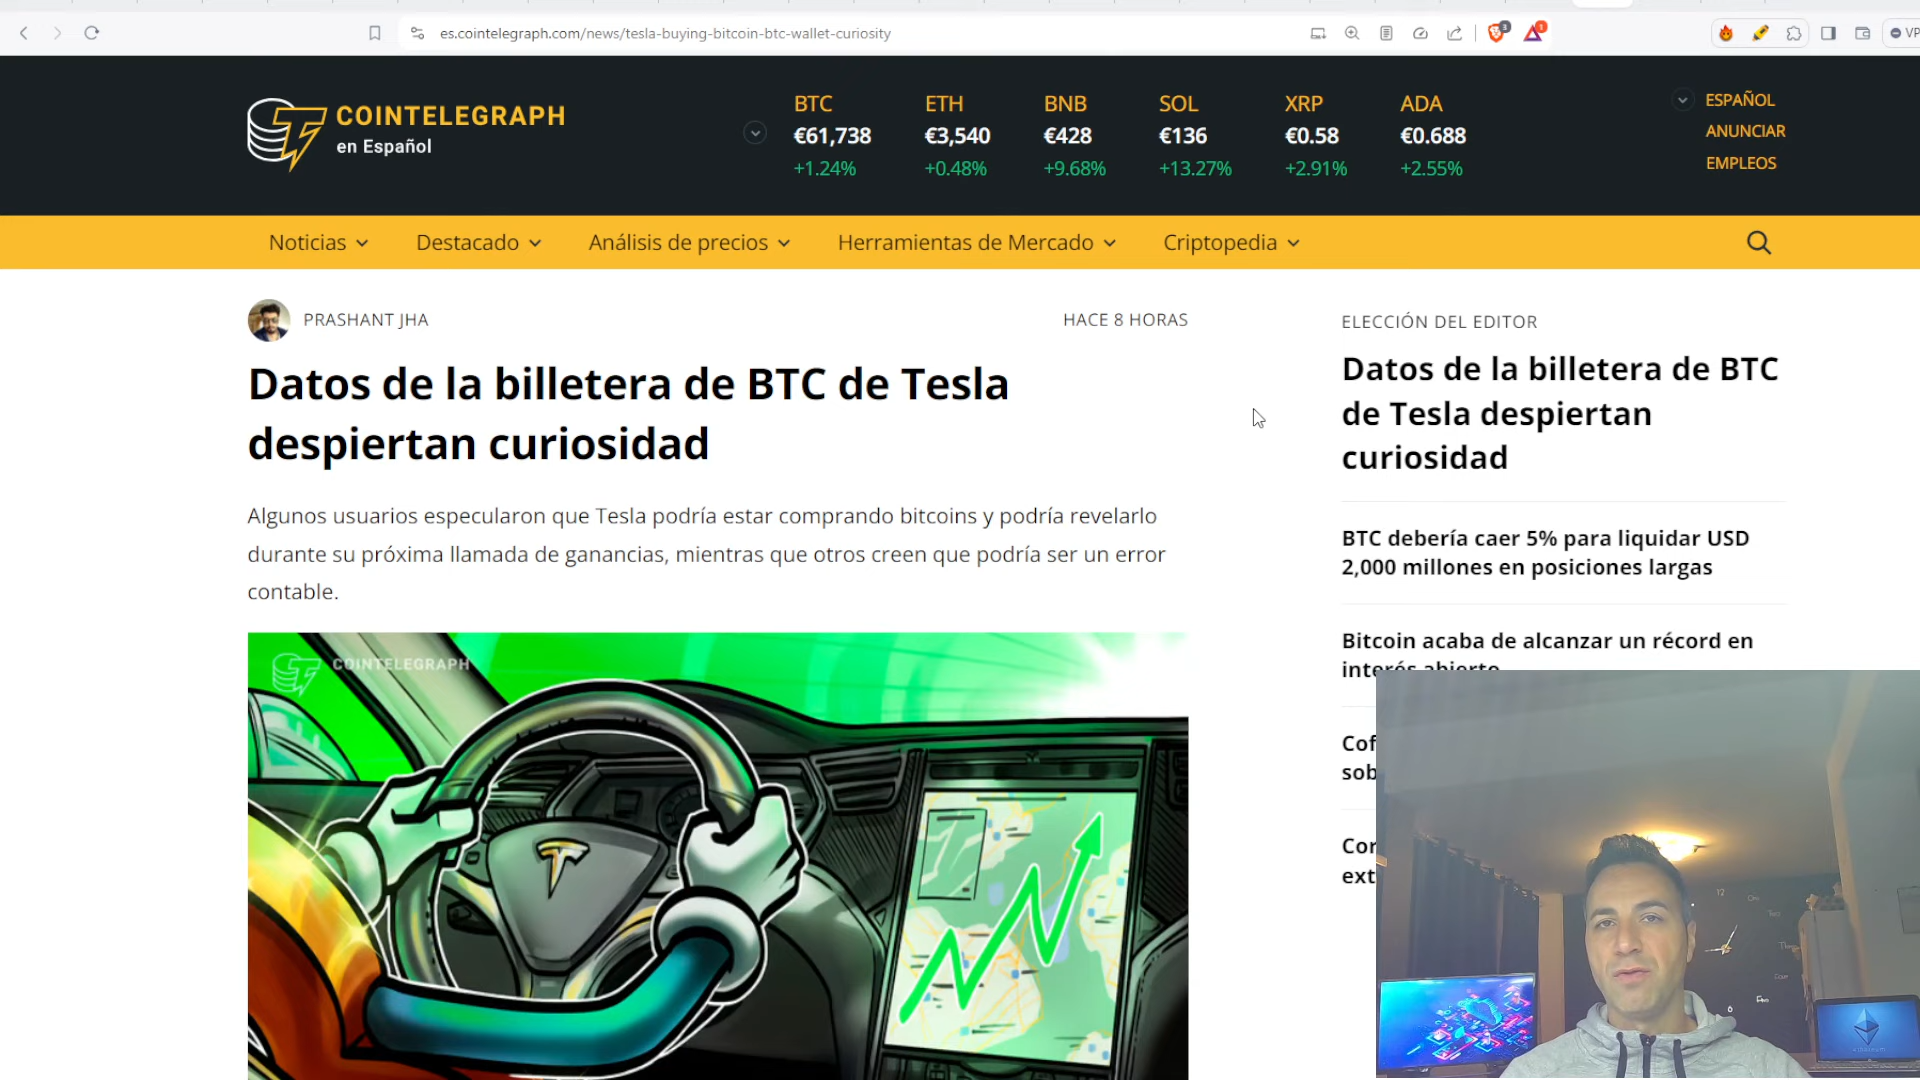 es.cointelegraph.com/news/tesla-buying-bitcoin-btc-wallet-curiosity
3
1
VP
COINTELEGRAPH
en Español
BTC
€61,738
+1.24%
ETH
€3,540
+0.48%
BNB
€428
+9.68%
SOL
€136
+13.27%
XRP
€0.58
+2.91%
ADA
€0.688
+2.55%
ESPAÑOL
ANUNCIAR
EMPLEOS
Noticias
Destacado
Análisis de precios
Herramientas de Mercado
Criptopedia
PRASHANT JHA
HACE 8 HORAS
Datos de la billetera de BTC de Tesla
despiertan curiosidad
Algunos usuarios especularon que Tesla podría estar comprando bitcoins y podría revelarlo
durante su próxima llamada de ganancias, mientras que otros creen que podría ser un error
contable.
COINTELEGRAPH
ELECCIÓN DEL EDITOR
Datos de la billetera de BTC
de Tesla despiertan
curiosidad
BTC debería caer 5% para liquidar USD
2,000 millones en posiciones largas
Bitcoin acaba de alcanzar un récord en
interés abierto
Cof
sob
Cor
ext
12
6